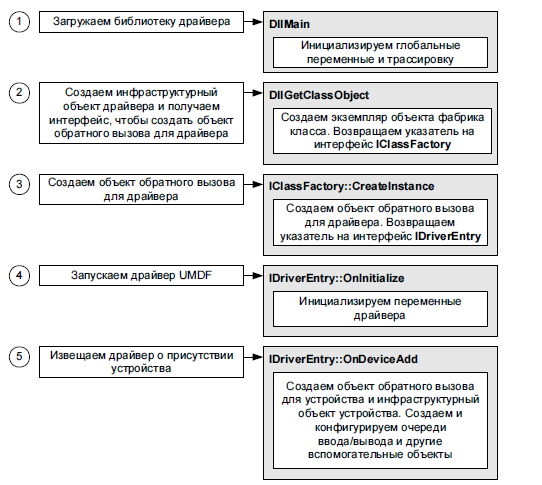 1
Загружаем библиотеку драйвера
DllMain
Инициализируем глобальные
переменные и трассировку
2
Создаем инфраструктурный
объект драйвера и получаем
интерфейс, чтобы создать объект
обратного вызова для драйвера
DllGetClassObject
Создаем экземпляр объекта фабрика
класса. Возвращаем указатель на
интерфейс IClassFactory
3
Создаем объект обратного вызова
для драйвера
IClassFactory::CreateInstance
Создаем объект обратного вызова
для драйвера. Возвращаем
указатель на интерфейс IDriverEntry
4
Запускаем драйвер UMDF
IDriverEntry::OnInitialize
Инициализируем переменные
драйвера
5
Извещаем драйвер о присутствии
устройства
IDriverEntry::OnDeviceAdd
Создаем объект обратного вызова
для устройства и инфраструктурный
объект устройства. Создаем и
конфигурируем очереди
ввода/вывода и другие
вспомогательные объекты